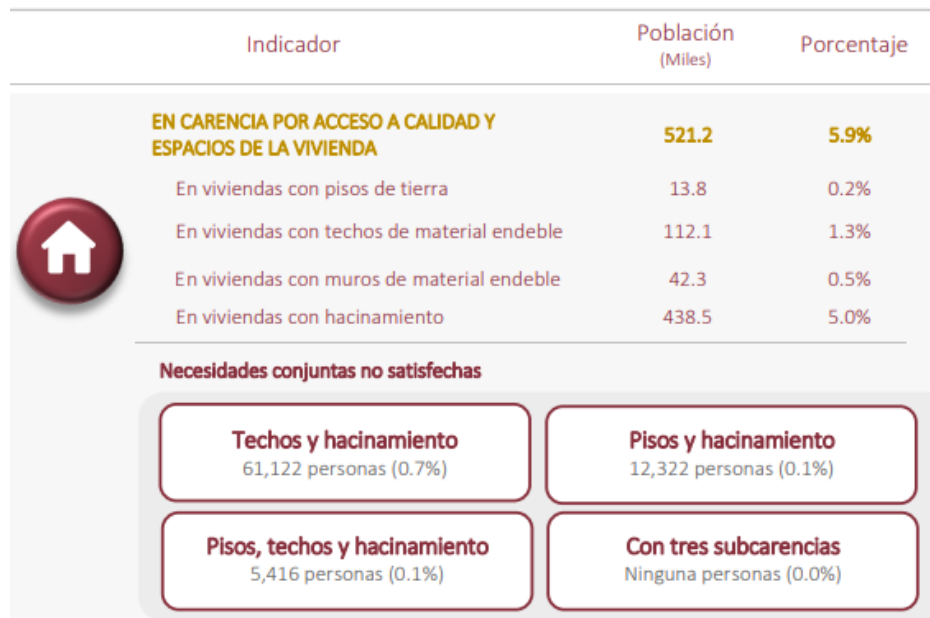 Indicador
Población
(Miles)
Porcentaje
EN CARENCIA POR ACCESO A CALIDAD Y
ESPACIOS DE LA VIVIENDA
521.2
5.9%
En viviendas con pisos de tierra
13.8
0.2%
En viviendas con techos de material endeble
112.1
1.3%
En viviendas con muros de material endeble
42.3
0.5%
En viviendas con hacinamiento
438.5
5.0%
Necesidades conjuntas no satisfechas
Techos y hacinamiento
61,122 personas (0.7%)
Pisos y hacinamiento
12,322 personas (0.1%)
Pisos, techos y hacinamiento
5,416 personas (0.1%)
Con tres subcarencias
Ninguna personas (0.0%)